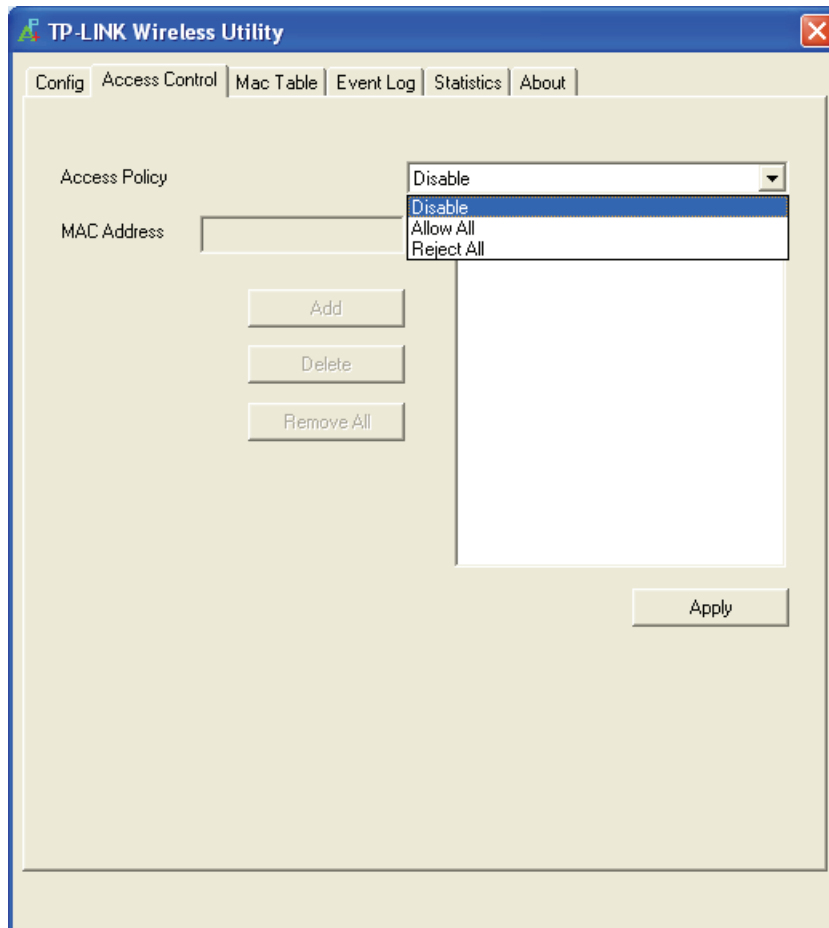 TP-LINK Wireless Utility
Config Access Control Mac Table Event Log Statistics About
Access Policy Disable
Disable
MAC Address Allow All
Reject All
Add
Delete
Remove All
Apply